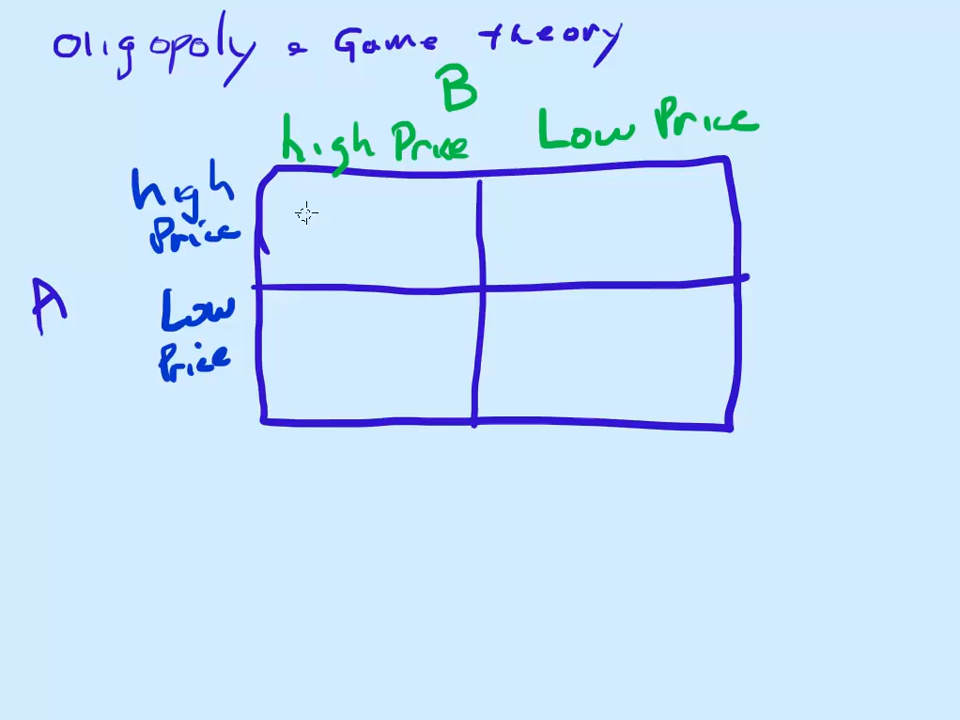 Oligopoly & Game theory
B
high Price Low Price
high
Price
A
Low
Price